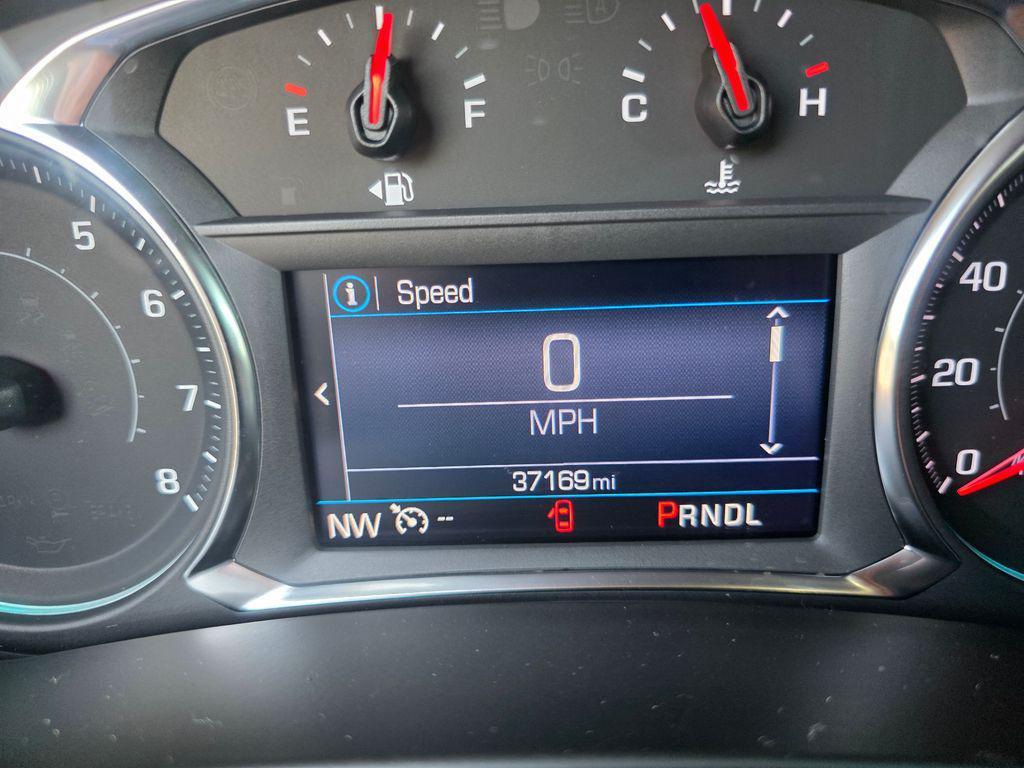 E F C H
5
6
7
8
Speed
0
MPH
37169mi
NW -- PRNDL
40
20
0